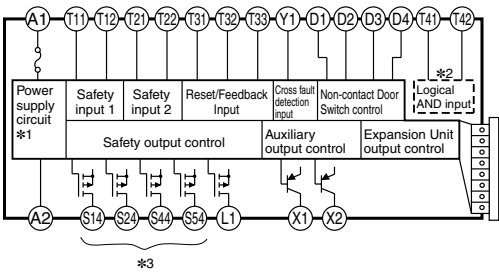 A1 T11 T12 T21 T22 T31 T32 T33 Y1 D1 D2 D3 D4 T41 T42
✻2
Power
supply
circuit
✻1
Safety
input 1
Safety
input 2
Reset/Feedback
Input
Cross fault
detection
input
Non-contact Door
Switch control
Logical
AND input
Safety output control
Auxiliary
output control
Expansion Unit
output control
A2 S14 S24 S44 S54 L1 X1 X2
✻3